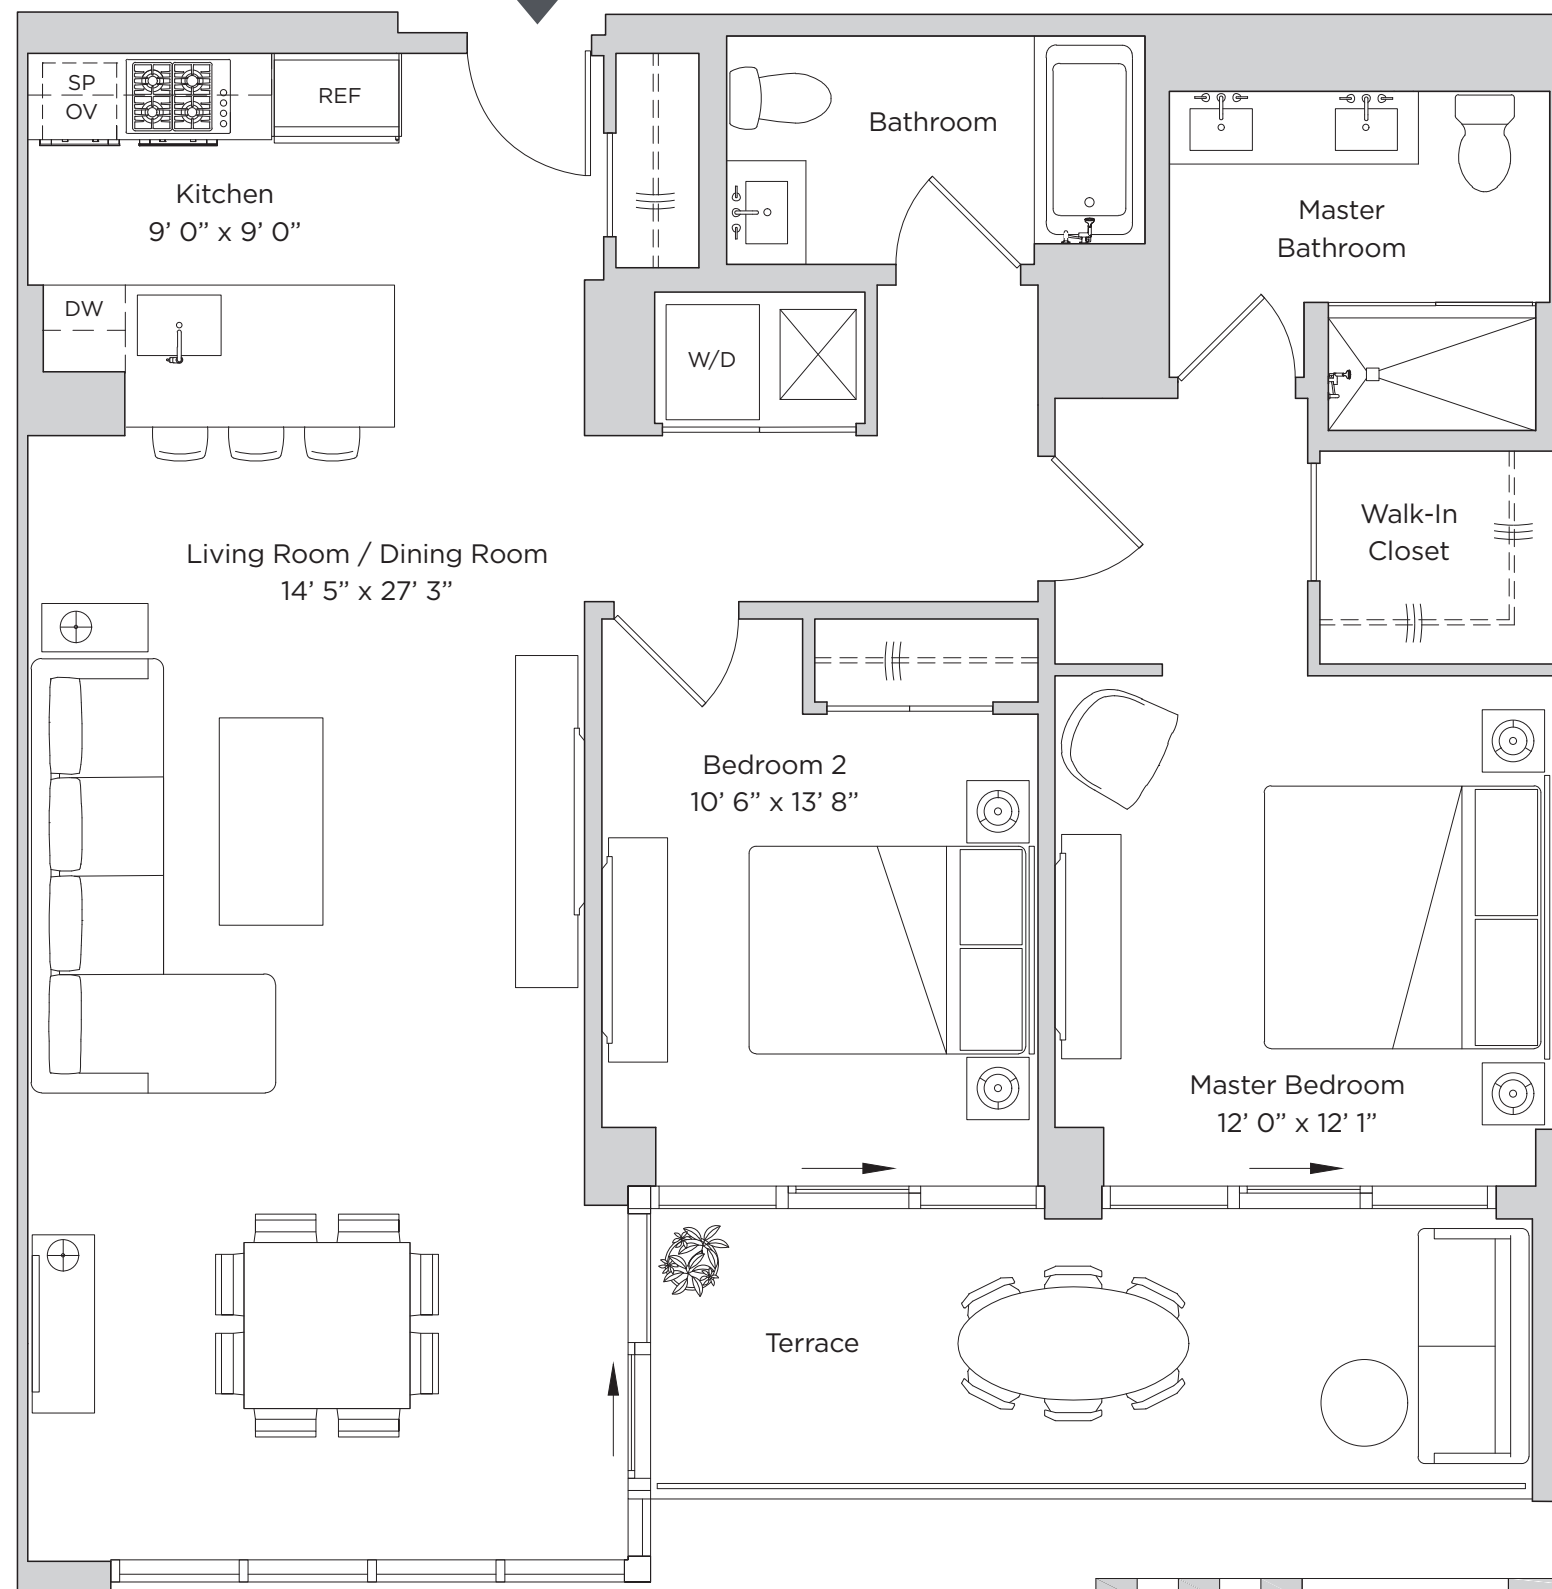 SP
OV
REF
Kitchen
9’ 0” x 9’ 0”
DW
Bathroom
Master
Bathroom
W/D
Walk-In
Closet
Living Room / Dining Room
14’ 5” x 27’ 3”
Bedroom 2
10’ 6” x 13’ 8”
Master Bedroom
12’ 0” x 12’ 1”
Terrace